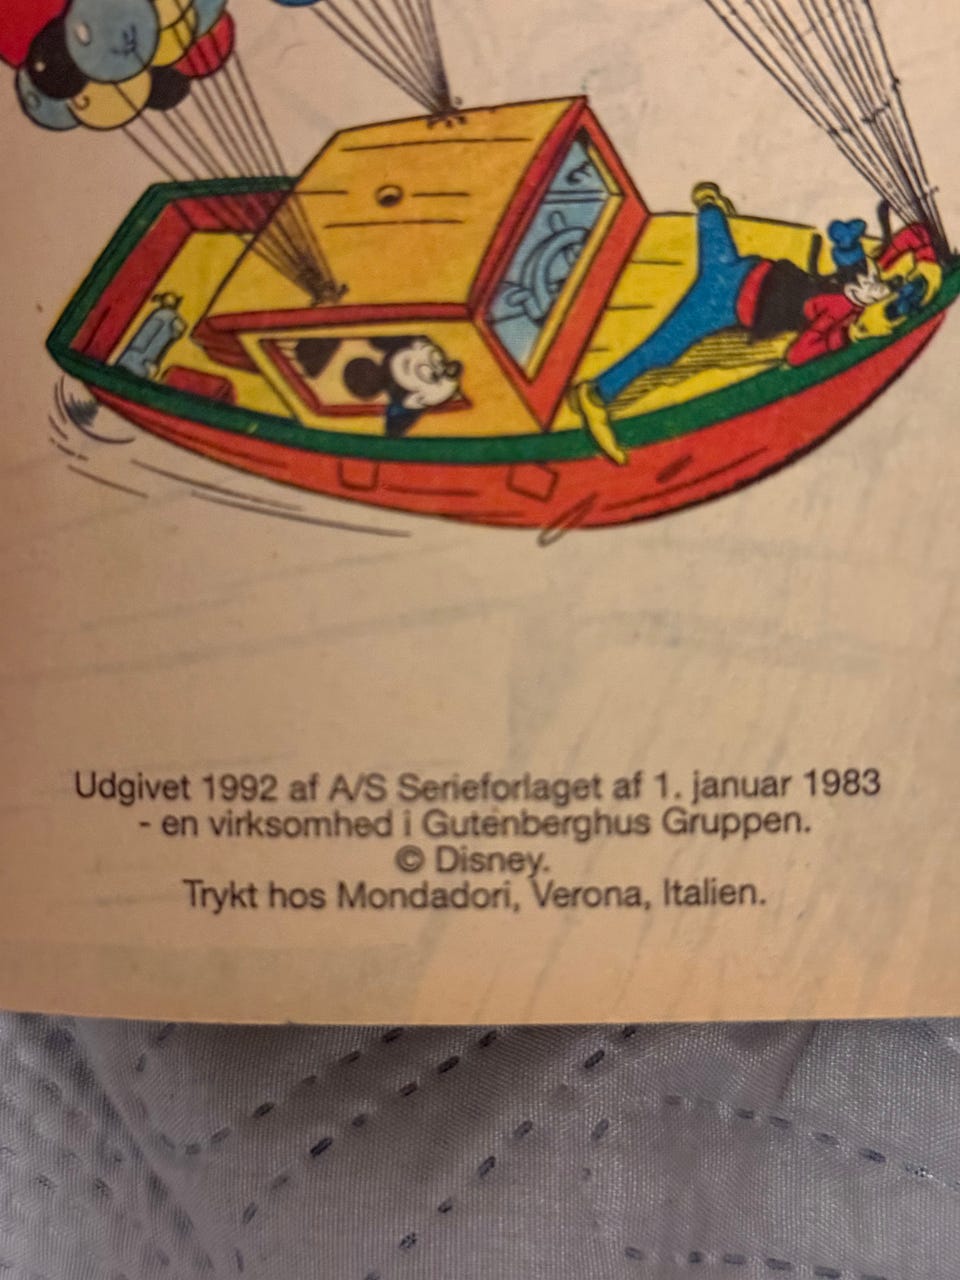 Udgivet 1992 af A/S Serieforlaget af 1. januar 1983
- en virksomhed i Gutenberghus Gruppen.
© Disney.
Trykt hos Mondadori, Verona, Italien.